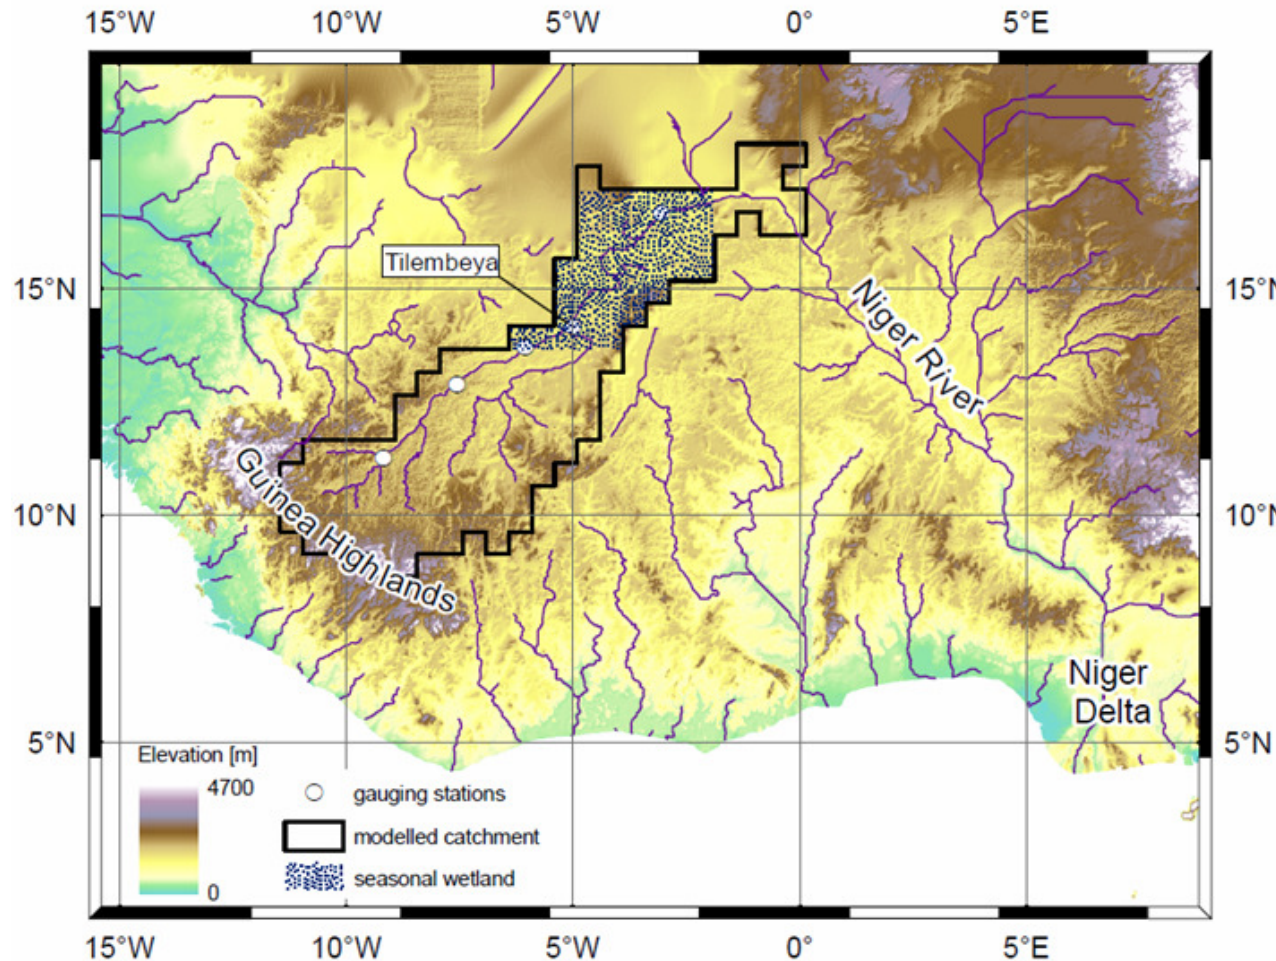 15°W 10°W 5°W 0° 5°E
Tilembeya
15°N 15°N
Niger River
Guinea Highlands
10°N 10°N
Niger
Delta
5°N 5°N
Elevation [m]
4700
0
gauging stations
modelled catchment
seasonal wetland
15°W 10°W 5°W 0° 5°E